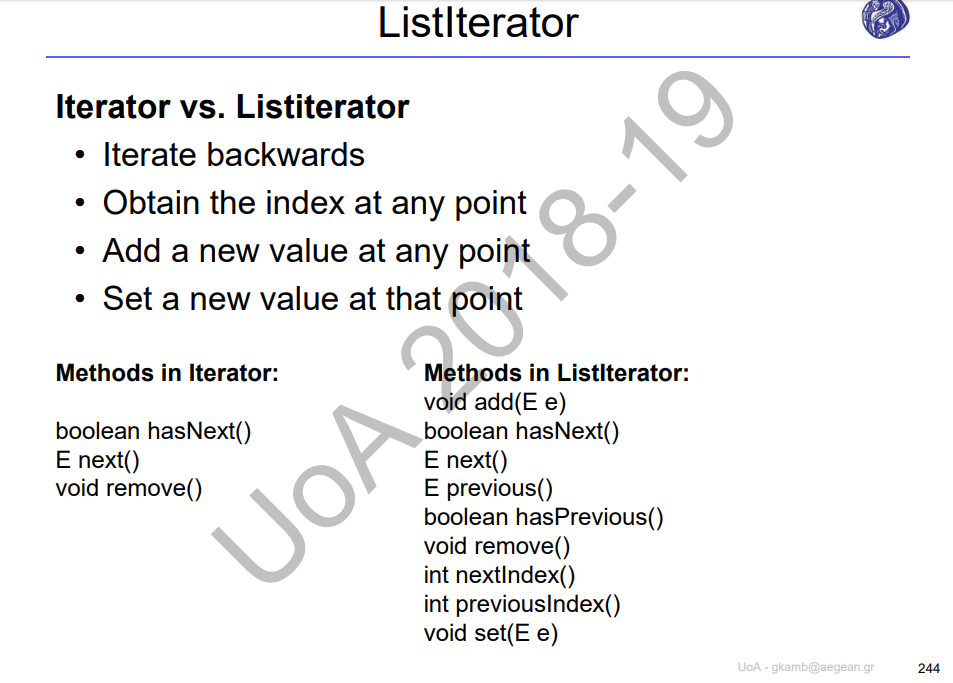 ListIterator
Iterator vs. Listiterator
• Iterate backwards
• Obtain the index at any point
• Add a new value at any point
• Set a new value at that point
Methods in Iterator:
boolean hasNext()
E next()
void remove()
Methods in ListIterator:
void add(E e)
boolean hasNext()
E next()
E previous()
boolean hasPrevious()
void remove()
int nextIndex()
int previousIndex()
void set(E e)
UoA 2018-19
UoA - gkamb@aegean.gr
244